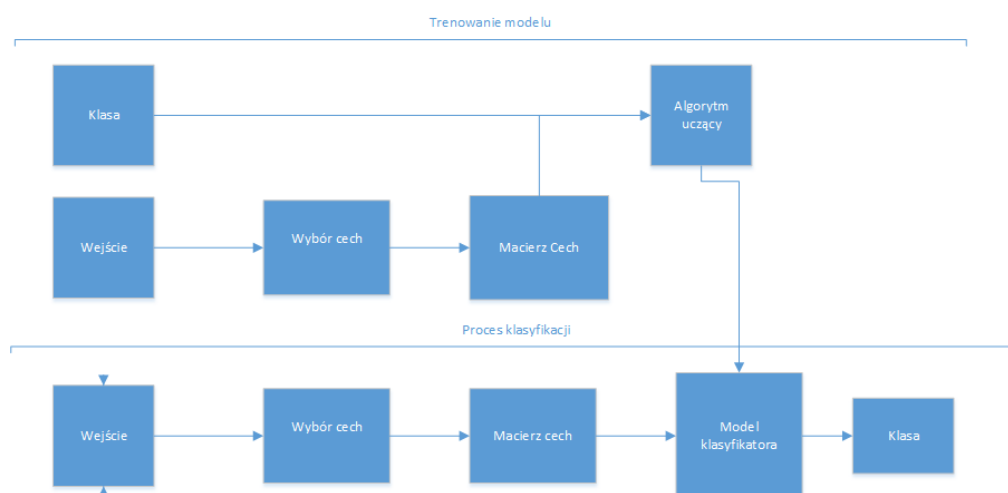 Trenowanie modelu
Klasa
Algorytm
uczący
Wejście
Wybór cech
Macierz Cech
Proces klasyfikacji
Wejście
Wybór cech
Macierz cech
Model
klasyfikatora
Klasa